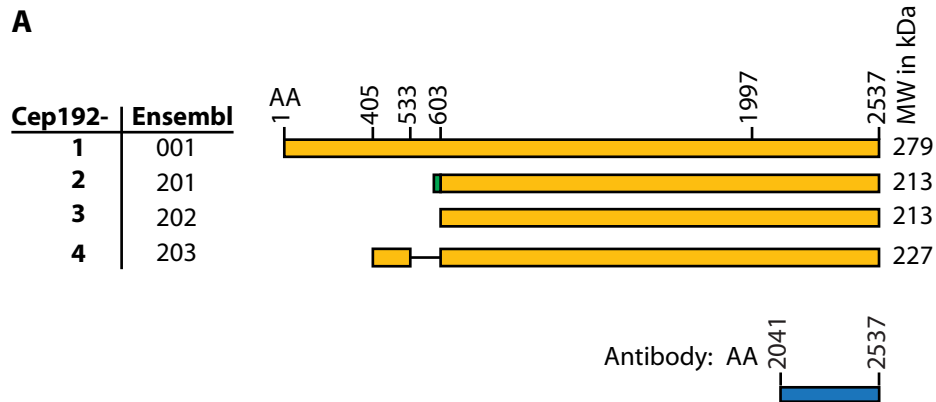 A
AA
1 405 533 603 1997 2537 MW in kDa
Cep192- Ensembl
1 001 279
2 201 213
3 202 213
4 203 227
Antibody: AA 2041 2537